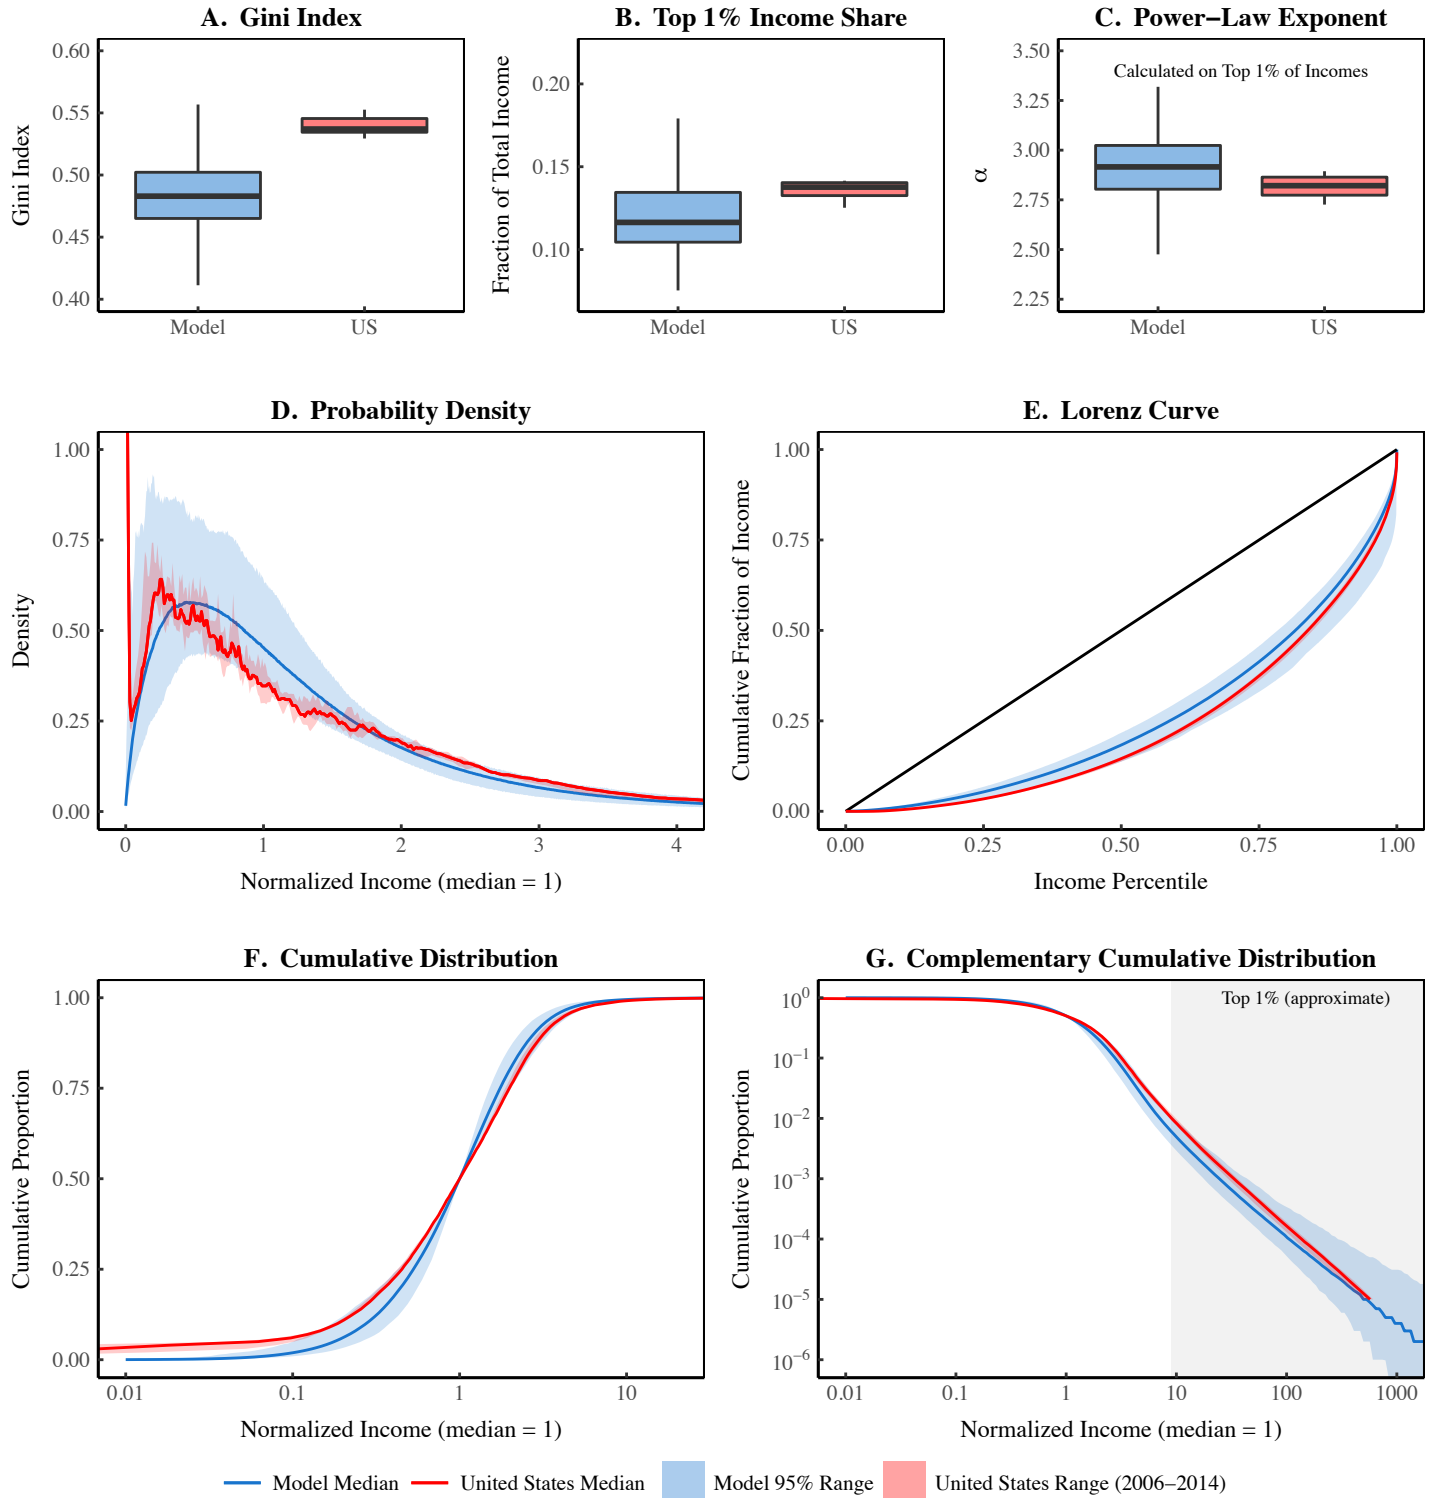 A. Gini Index
B. Top 1% Income Share
C. Power−Law Exponent
Gini Index
0.60
0.55
0.50
0.45
0.40
Model
US
Fraction of Total Income
0.20
0.15
0.10
Model
US
α
3.50
3.25
3.00
2.75
2.50
2.25
Calculated on Top 1% of Incomes
Model
US
D. Probability Density
Density
1.00
0.75
0.50
0.25
0.00
0
1
2
3
4
Normalized Income (median = 1)
E. Lorenz Curve
Cumulative Fraction of Income
1.00
0.75
0.50
0.25
0.00
0.00
0.25
0.50
0.75
1.00
Income Percentile
F. Cumulative Distribution
Cumulative Proportion
1.00
0.75
0.50
0.25
0.00
0.01
0.1
1
10
Normalized Income (median = 1)
G. Complementary Cumulative Distribution
Cumulative Proportion
10⁰
10⁻¹
10⁻²
10⁻³
10⁻⁴
10⁻⁵
10⁻⁶
Top 1% (approximate)
0.01
0.1
1
10
100
1000
Normalized Income (median = 1)
Model Median
United States Median
Model 95% Range
United States Range (2006−2014)